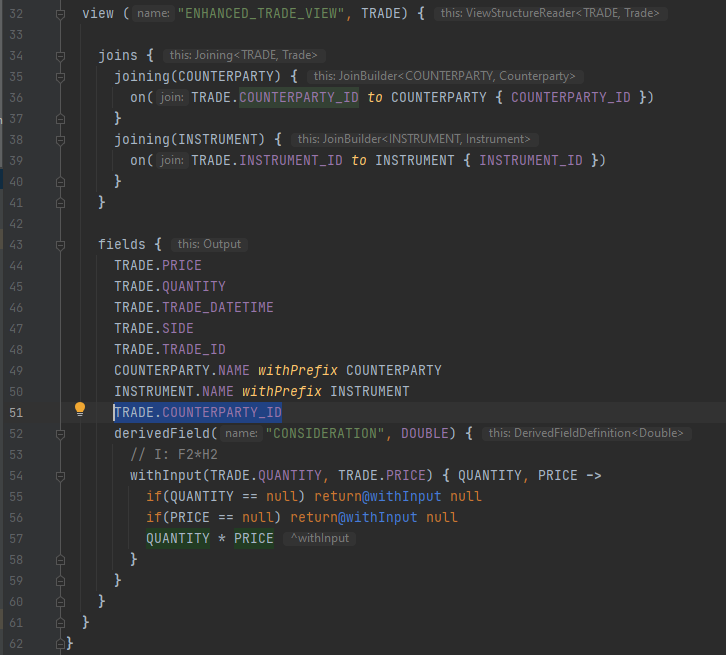 32 view ( name: "ENHANCED_TRADE_VIEW", TRADE) { this: ViewStructureReader<TRADE, Trade>
33
34 joins { this: Joining<TRADE, Trade>
35 joining(COUNTERPARTY) { this: JoinBuilder<COUNTERPARTY, Counterparty>
36 on( join: TRADE.COUNTERPARTY_ID to COUNTERPARTY { COUNTERPARTY_ID })
37 }
38 joining(INSTRUMENT) { this: JoinBuilder<INSTRUMENT, Instrument>
39 on( join: TRADE.INSTRUMENT_ID to INSTRUMENT { INSTRUMENT_ID })
40 }
41 }
42
43 fields { this: Output
44 TRADE.PRICE
45 TRADE.QUANTITY
46 TRADE.TRADE_DATETIME
47 TRADE.SIDE
48 TRADE.TRADE_ID
49 COUNTERPARTY.NAME withPrefix COUNTERPARTY
50 INSTRUMENT.NAME withPrefix INSTRUMENT
51 TRADE.COUNTERPARTY_ID
52 derivedField( name: "CONSIDERATION", DOUBLE) { this: DerivedFieldDefinition<Double>
53 // I: F2*H2
54 withInput(TRADE.QUANTITY, TRADE.PRICE) { QUANTITY, PRICE ->
55 if(QUANTITY == null) return@withInput null
56 if(PRICE == null) return@withInput null
57 QUANTITY * PRICE ^withInput
58 }
59 }
60 }
61 }
62 }